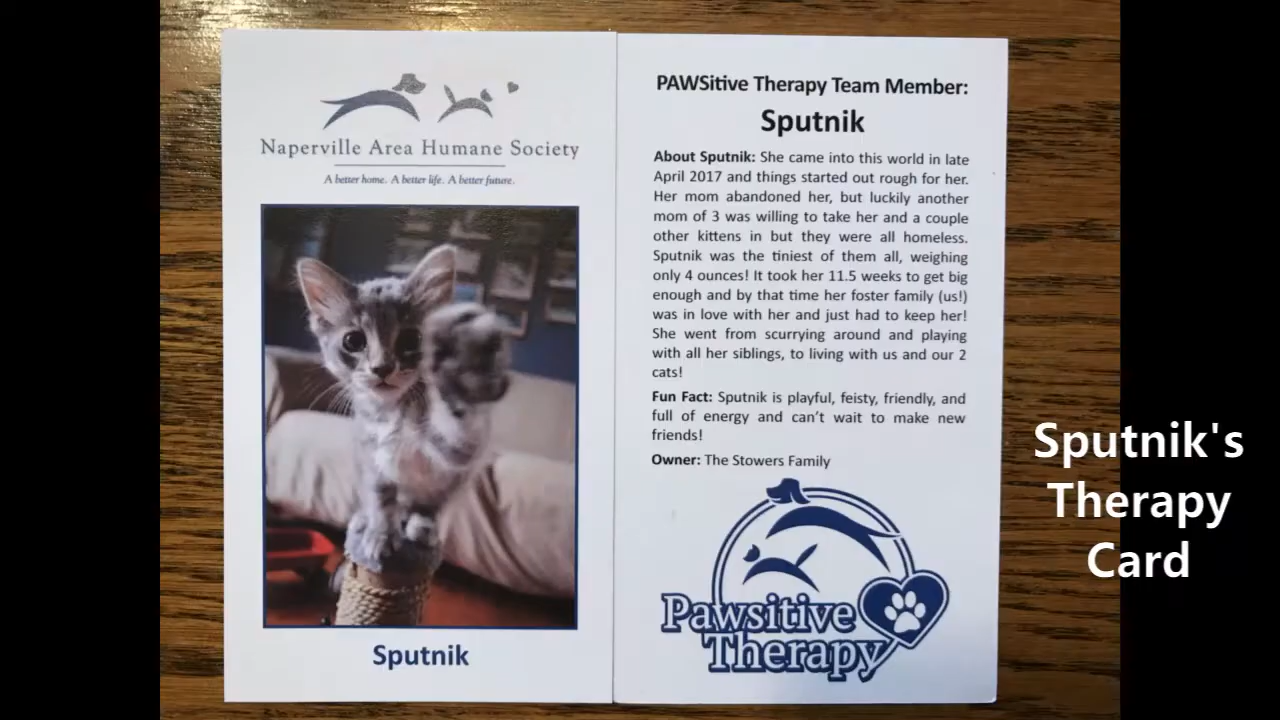 Naperville Area Humane Society
A better home. A better life. A better future.
Sputnik
PAWSitive Therapy Team Member:
Sputnik
About Sputnik: She came into this world in late
April 2017 and things started out rough for her.
Her mom abandoned her, but luckily another
mom of 3 was willing to take her and a couple
other kittens in but they were all homeless.
Sputnik was the tiniest of them all, weighing
only 4 ounces! It took her 11.5 weeks to get big
enough and by that time her foster family (us!)
was in love with her and just had to keep her!
She went from scurrying around and playing
with all her siblings, to living with us and our 2
cats!
Fun Fact: Sputnik is playful, feisty, friendly, and
full of energy and can't wait to make new
friends!
Owner: The Stowers Family
Pawsitive
Therapy
Sputnik's
Therapy
Card